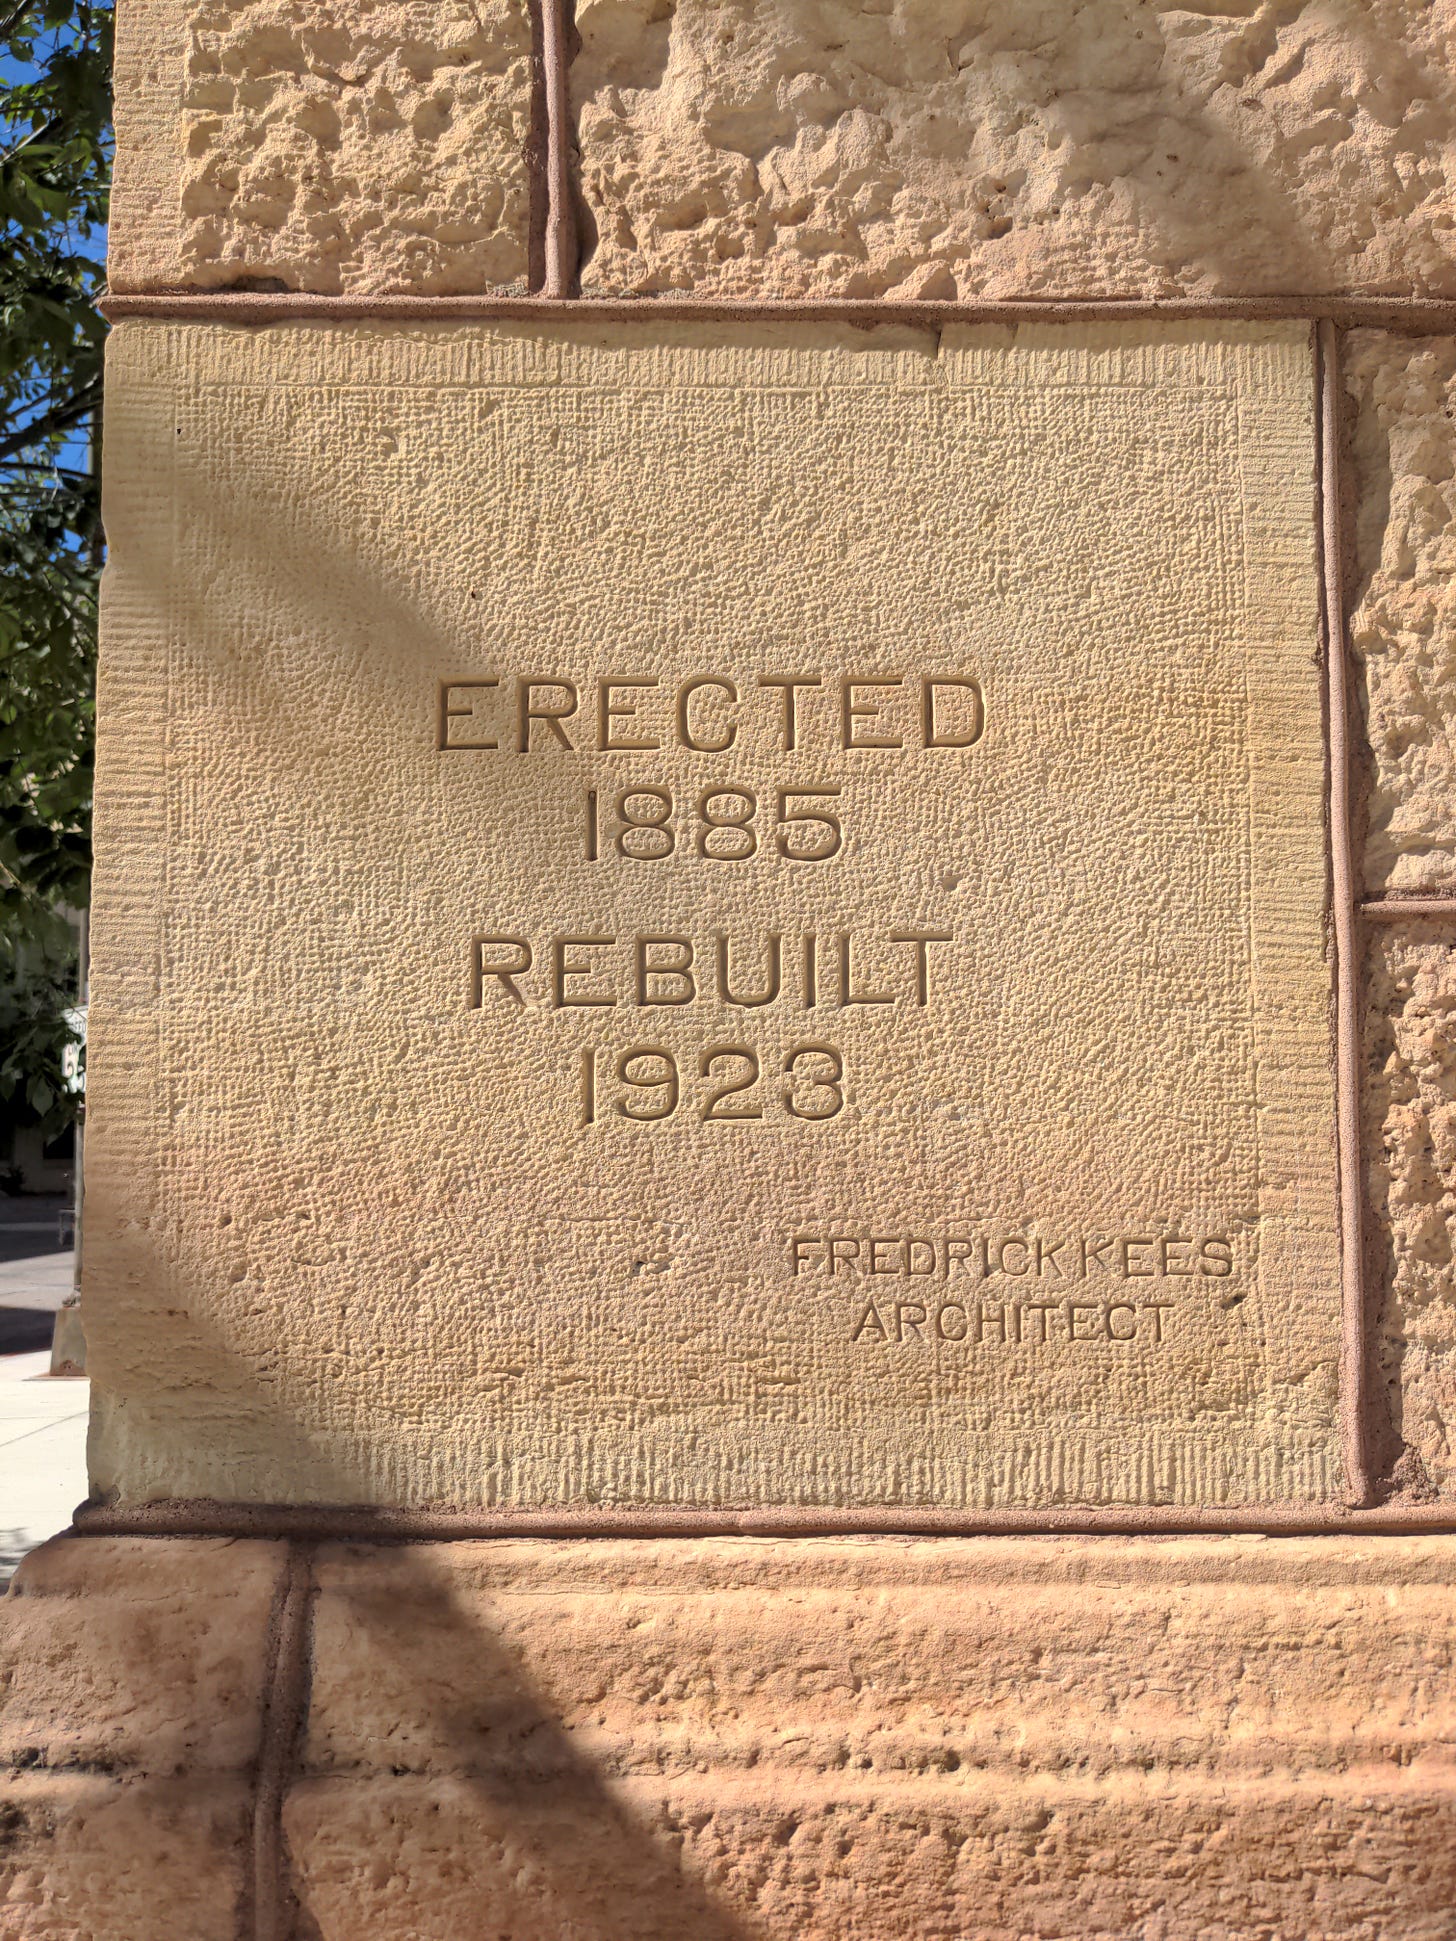 ERECTED
1885
REBUILT
1923
FREDRICK KEES
ARCHITECT